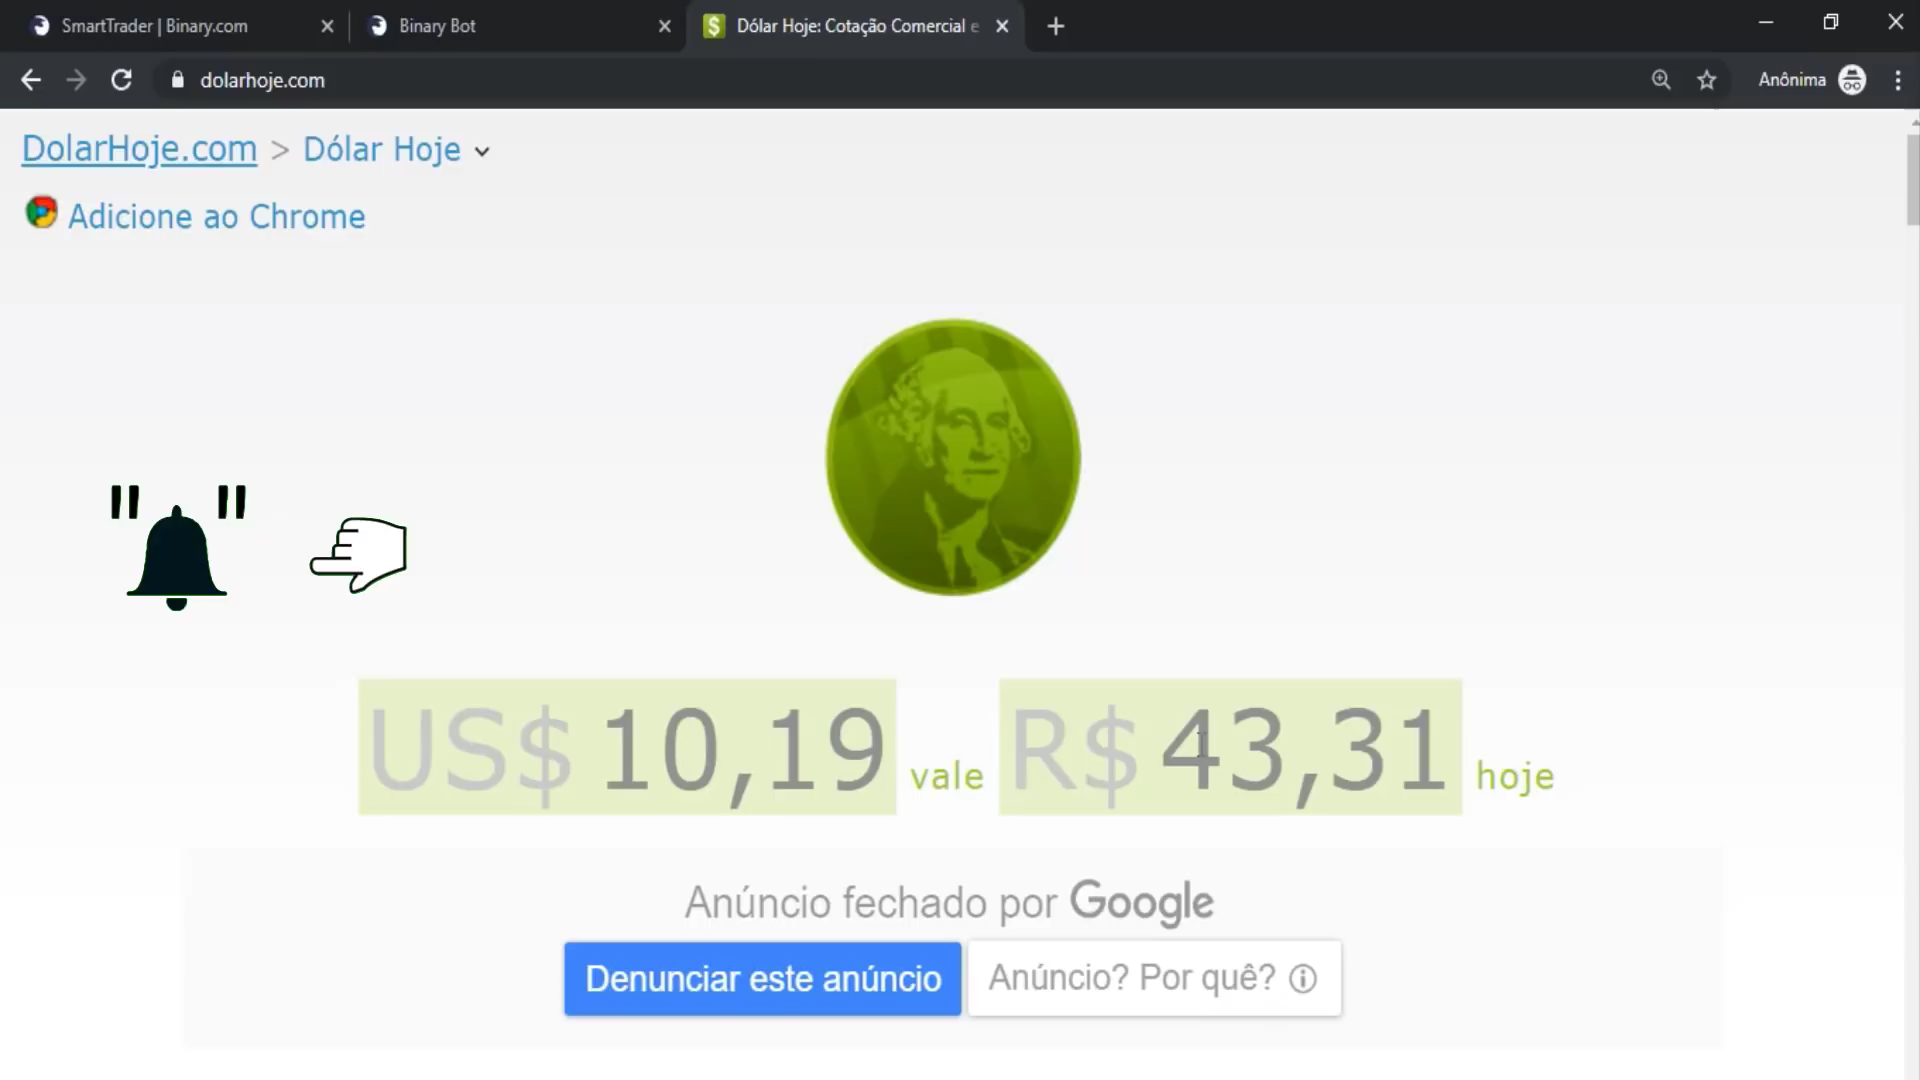 SmartTrader | Binary.com
Binary Bot
Dólar Hoje: Cotação Comercial e
dolarhoje.com
Anônima
DolarHoje.com > Dólar Hoje
Adicione ao Chrome
" "
US$ 10,19 vale R$ 43,31 hoje
Anúncio fechado por Google
Denunciar este anúncio
Anúncio? Por quê?